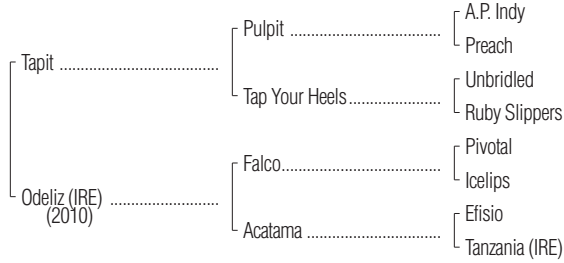 A.P. Indy
Pulpit ..........................................
Preach
Tapit ....................................................
Unbridled
Tap Your Heels........................
Ruby Slippers
Pivotal
Falco..........................................
Icelips
Odeliz (IRE) ...................................
(2010)
Efisio
Acatama ...................................
Tanzania (IRE)